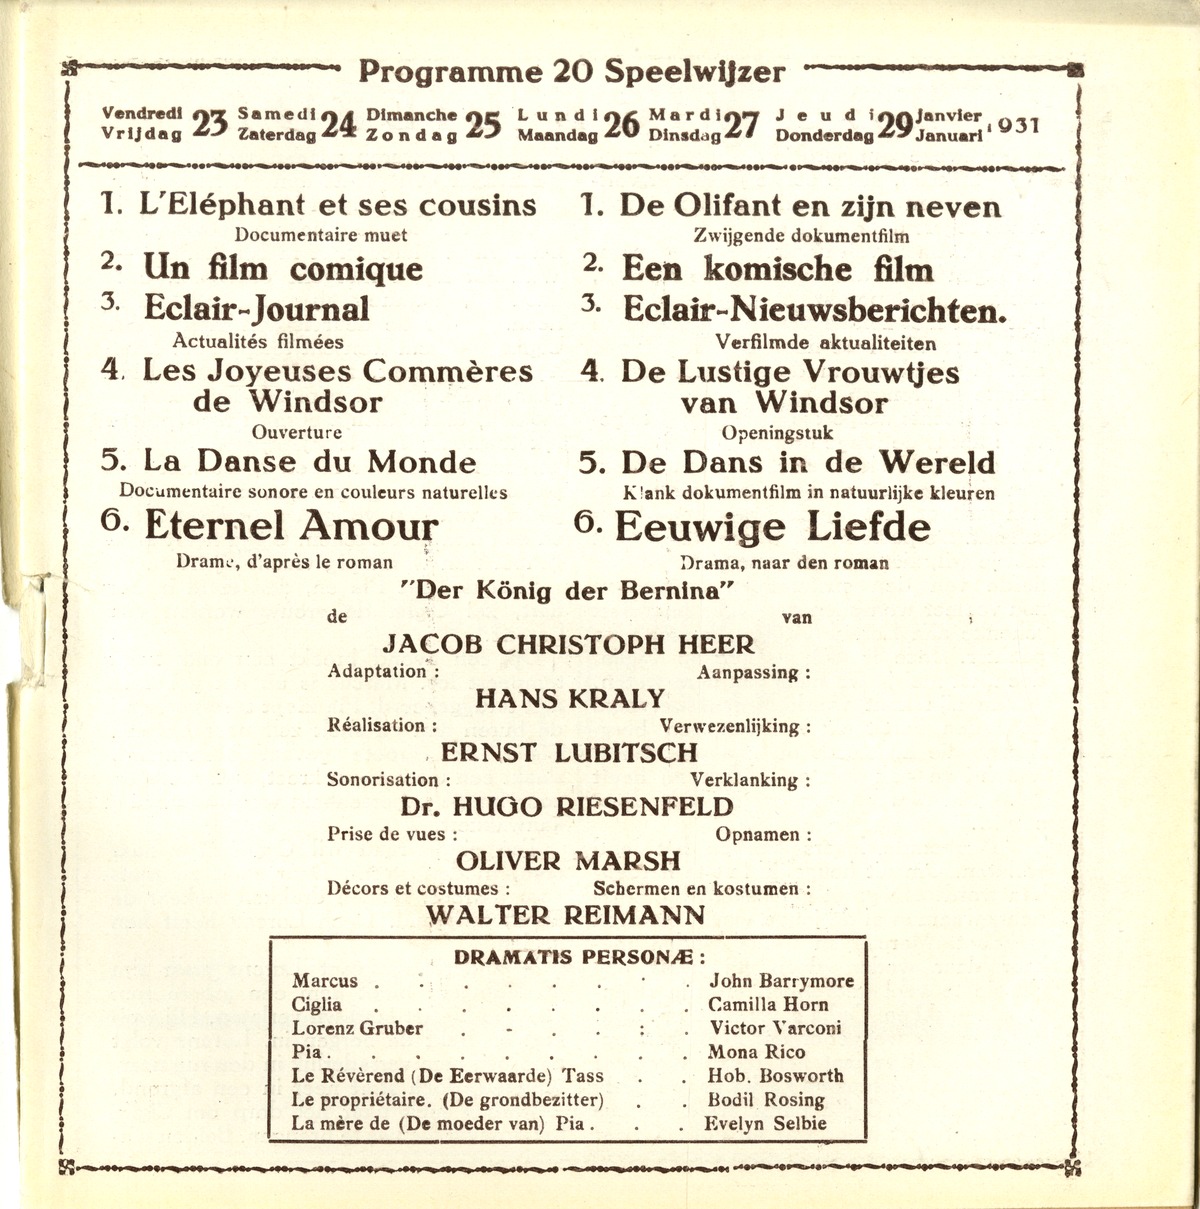 Programme 20 Speelwijzer
Vendredi Vrijdag 23 Samedi Zaterdag 24 Dimanche Zondag 25 Lundi Maandag 26 Mardi Dinsdag 27 Jeudi Donderdag 29 Janvier Januari 1931
1. L'Eléphant et ses cousins
Documentaire muet
2. Un film comique
3. Eclair-Journal
Actualités filmées
4. Les Joyeuses Commères
de Windsor
Ouverture
5. La Danse du Monde
Documentaire sonore en couleurs naturelles
6. Eternel Amour
Drame, d'après le roman
1. De Olifant en zijn neven
Zwijgende dokumentfilm
2. Een komische film
3. Eclair-Nieuwsberichten.
Verfilmde aktualiteiten
4. De Lustige Vrouwtjes
van Windsor
Openingstuk
5. De Dans in de Wereld
Klank dokumentfilm in natuurlijke kleuren
6. Eeuwige Liefde
Drama, naar den roman
"Der König der Bernina"
de van
JACOB CHRISTOPH HEER
Adaptation : Aanpassing :
HANS KRALY
Réalisation : Verwezenlijking :
ERNST LUBITSCH
Sonorisation : Verklanking :
Dr. HUGO RIESENFELD
Prise de vues : Opnamen :
OLIVER MARSH
Décors et costumes : Schermen en kostumen :
WALTER REIMANN
DRAMATIS PERSONÆ :
Marcus . . . . . . . . John Barrymore
Ciglia . . . . . . . . Camilla Horn
Lorenz Gruber . - . . : . Victor Varconi
Pia . . . . . . . . . Mona Rico
Le Révèrend (De Eerwaarde) Tass . . Hob. Bosworth
Le propriétaire. (De grondbezitter) . . Bodil Rosing
La mère de (De moeder van) Pia . . . Evelyn Selbie